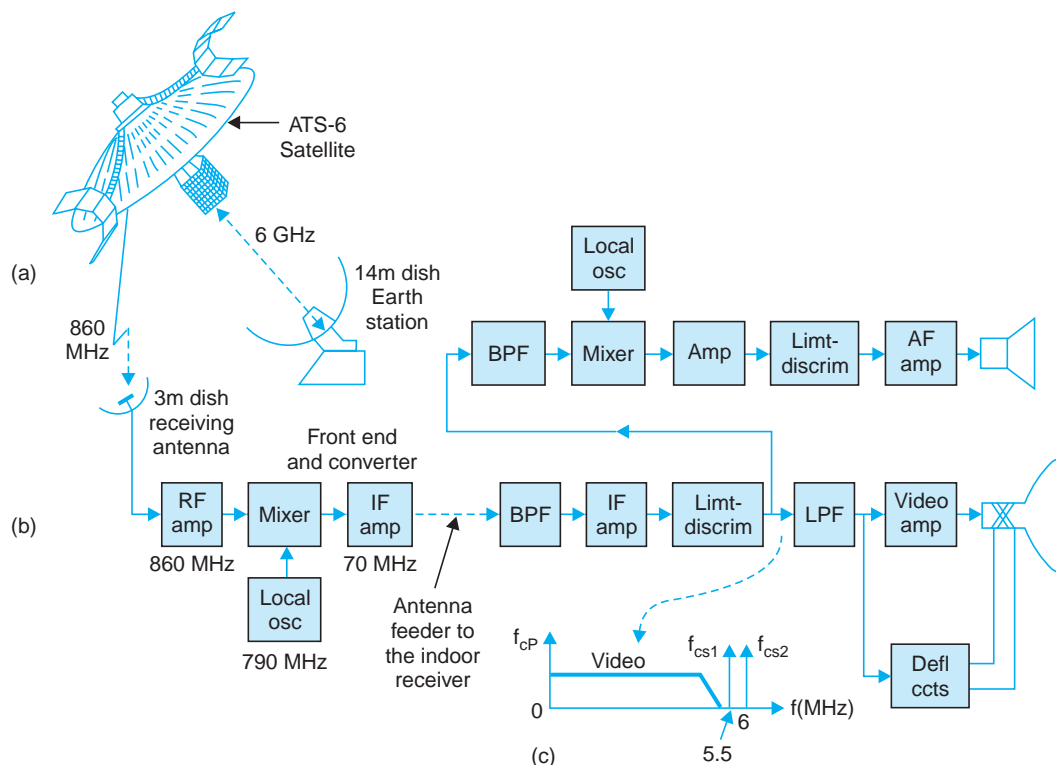 ATS-6
Satellite
6 GHz
(a)
14m dish
Earth
station
860
MHz
3m dish
receiving
antenna
Local
osc
BPF
Mixer
Amp
Limt-
discrim
AF
amp
Front end
and converter
(b)
RF
amp
Mixer
IF
amp
BPF
IF
amp
Limt-
discrim
LPF
Video
amp
860 MHz
70 MHz
Local
osc
790 MHz
Antenna
feeder to
the indoor
receiver
Defl
ccts
fcP
Video
fcs1
fcs2
0
6
f(MHz)
5.5
(c)